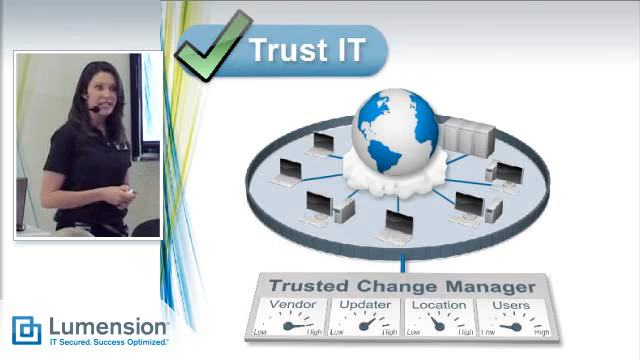 Trust IT
Trusted Change Manager
Vendor Updater Location Users
Low High Low High Low High Low High
Lumension
IT Secured. Success Optimized.™